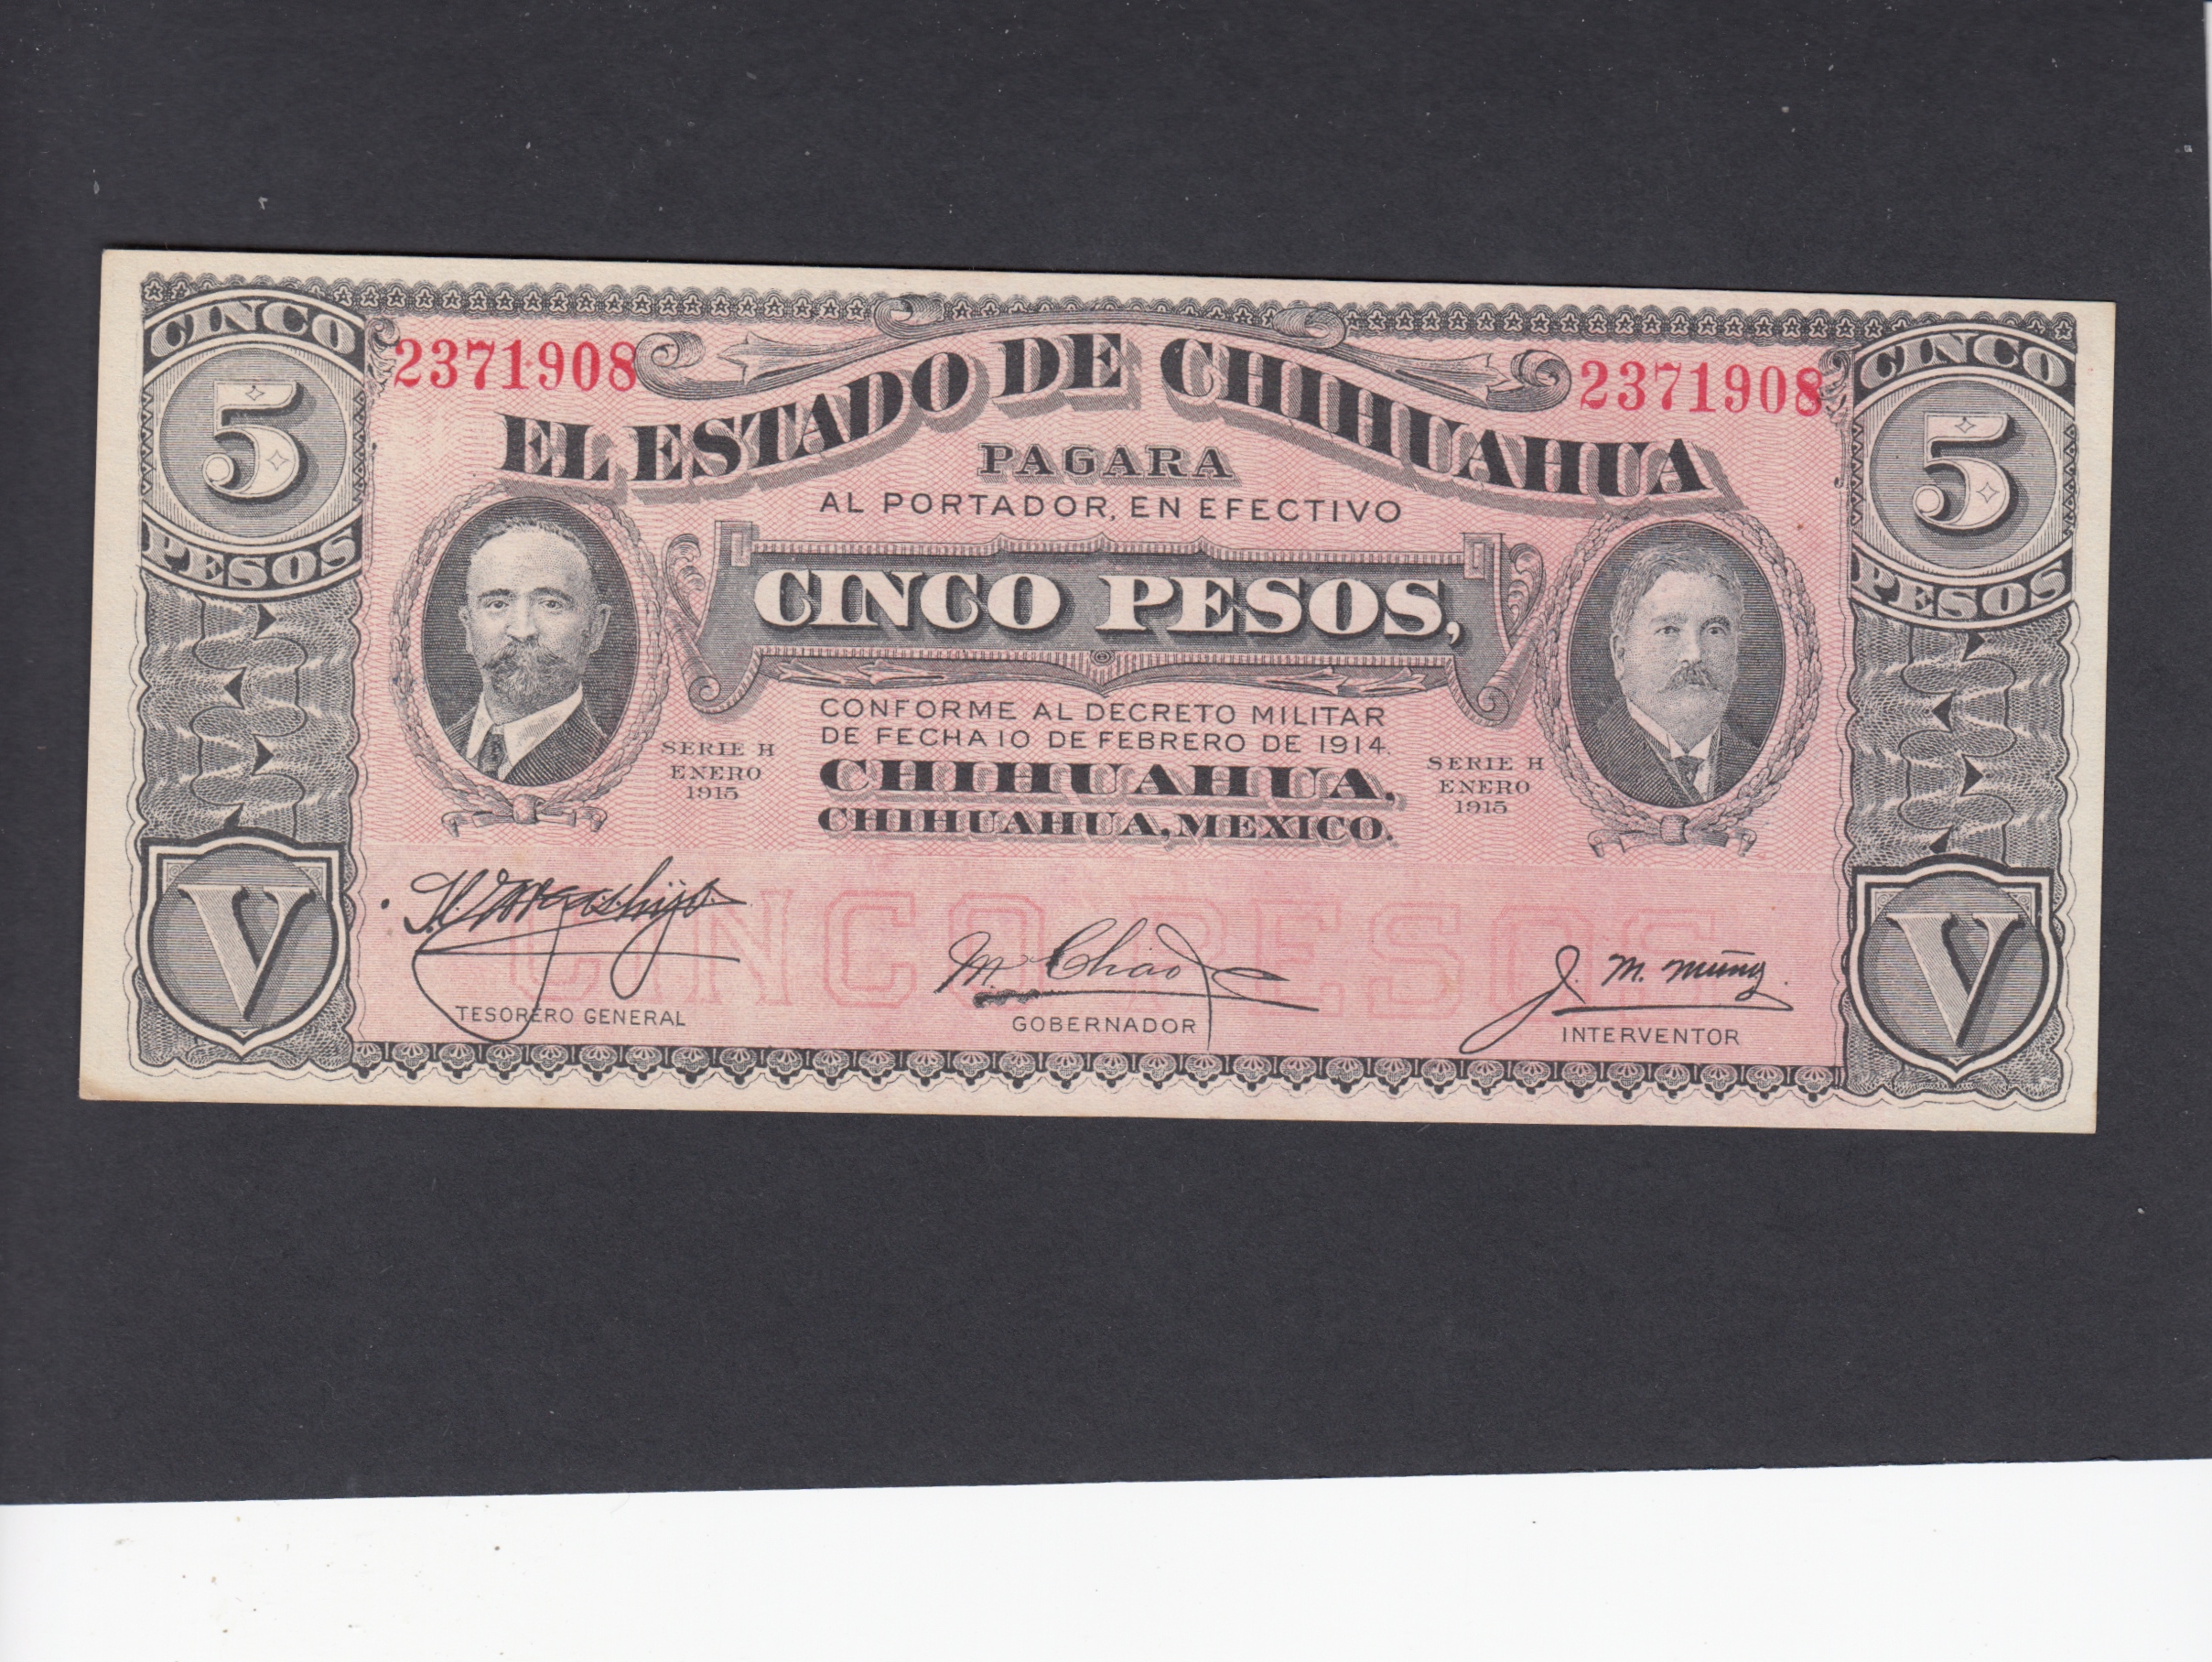 CINCO
5
PESOS
2371908
EL ESTADO DE CHIHUAHUA
2371908
CINCO
5
PESOS
PAGARA
AL PORTADOR, EN EFECTIVO
CINCO PESOS,
CONFORME AL DECRETO MILITAR
DE FECHA 10 DE FEBRERO DE 1914.
SERIE H
ENERO
1915
CHIHUAHUA,
CHIHUAHUA, MEXICO.
SERIE H
ENERO
1915
CINCO PESOS
V
TESORERO GENERAL
M. Chao
GOBERNADOR
J. M. Muñoz
INTERVENTOR
V